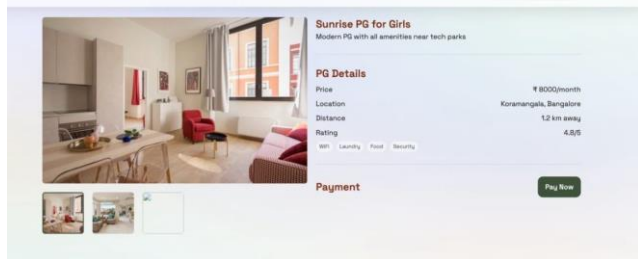 Sunrise PG for Girls
Modern PG with all amenities near tech parks
PG Details
Price ₹ 8000/month
Location Koramangala, Bangalore
Distance 1.2 km away
Rating 4.8/5
WiFi Laundry Food Security
Payment Pay Now